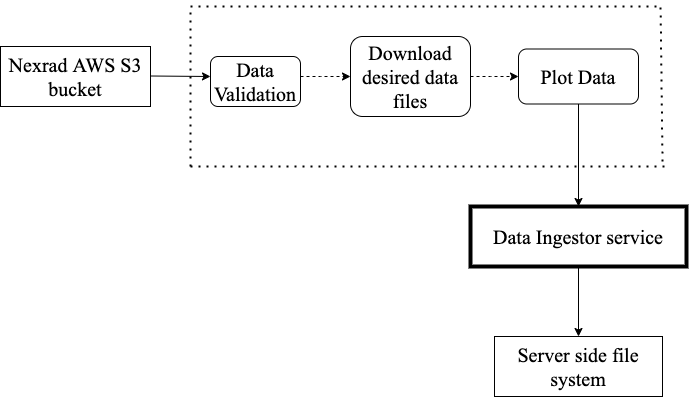 Nexrad AWS S3
bucket
Data
Validation
Download
desired data
files
Plot Data
Data Ingestor service
Server side file
system